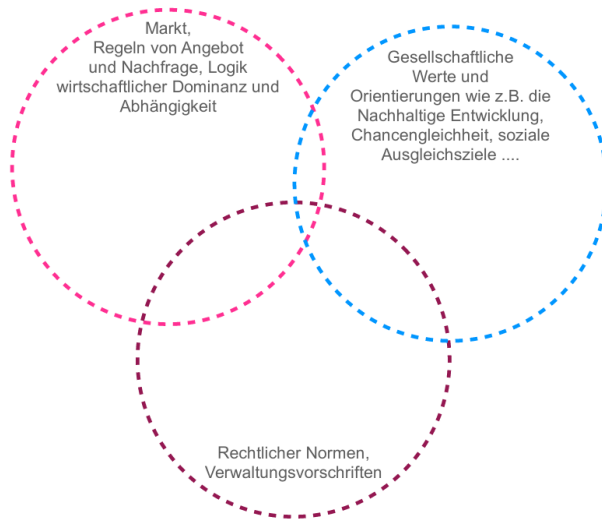 Markt,
Regeln von Angebot
und Nachfrage, Logik
wirtschaftlicher Dominanz und
Abhängigkeit
Gesellschaftliche
Werte und
Orientierungen wie z.B. die
Nachhaltige Entwicklung,
Chancengleichheit, soziale
Ausgleichsziele ....
Rechtlicher Normen,
Verwaltungsvorschriften